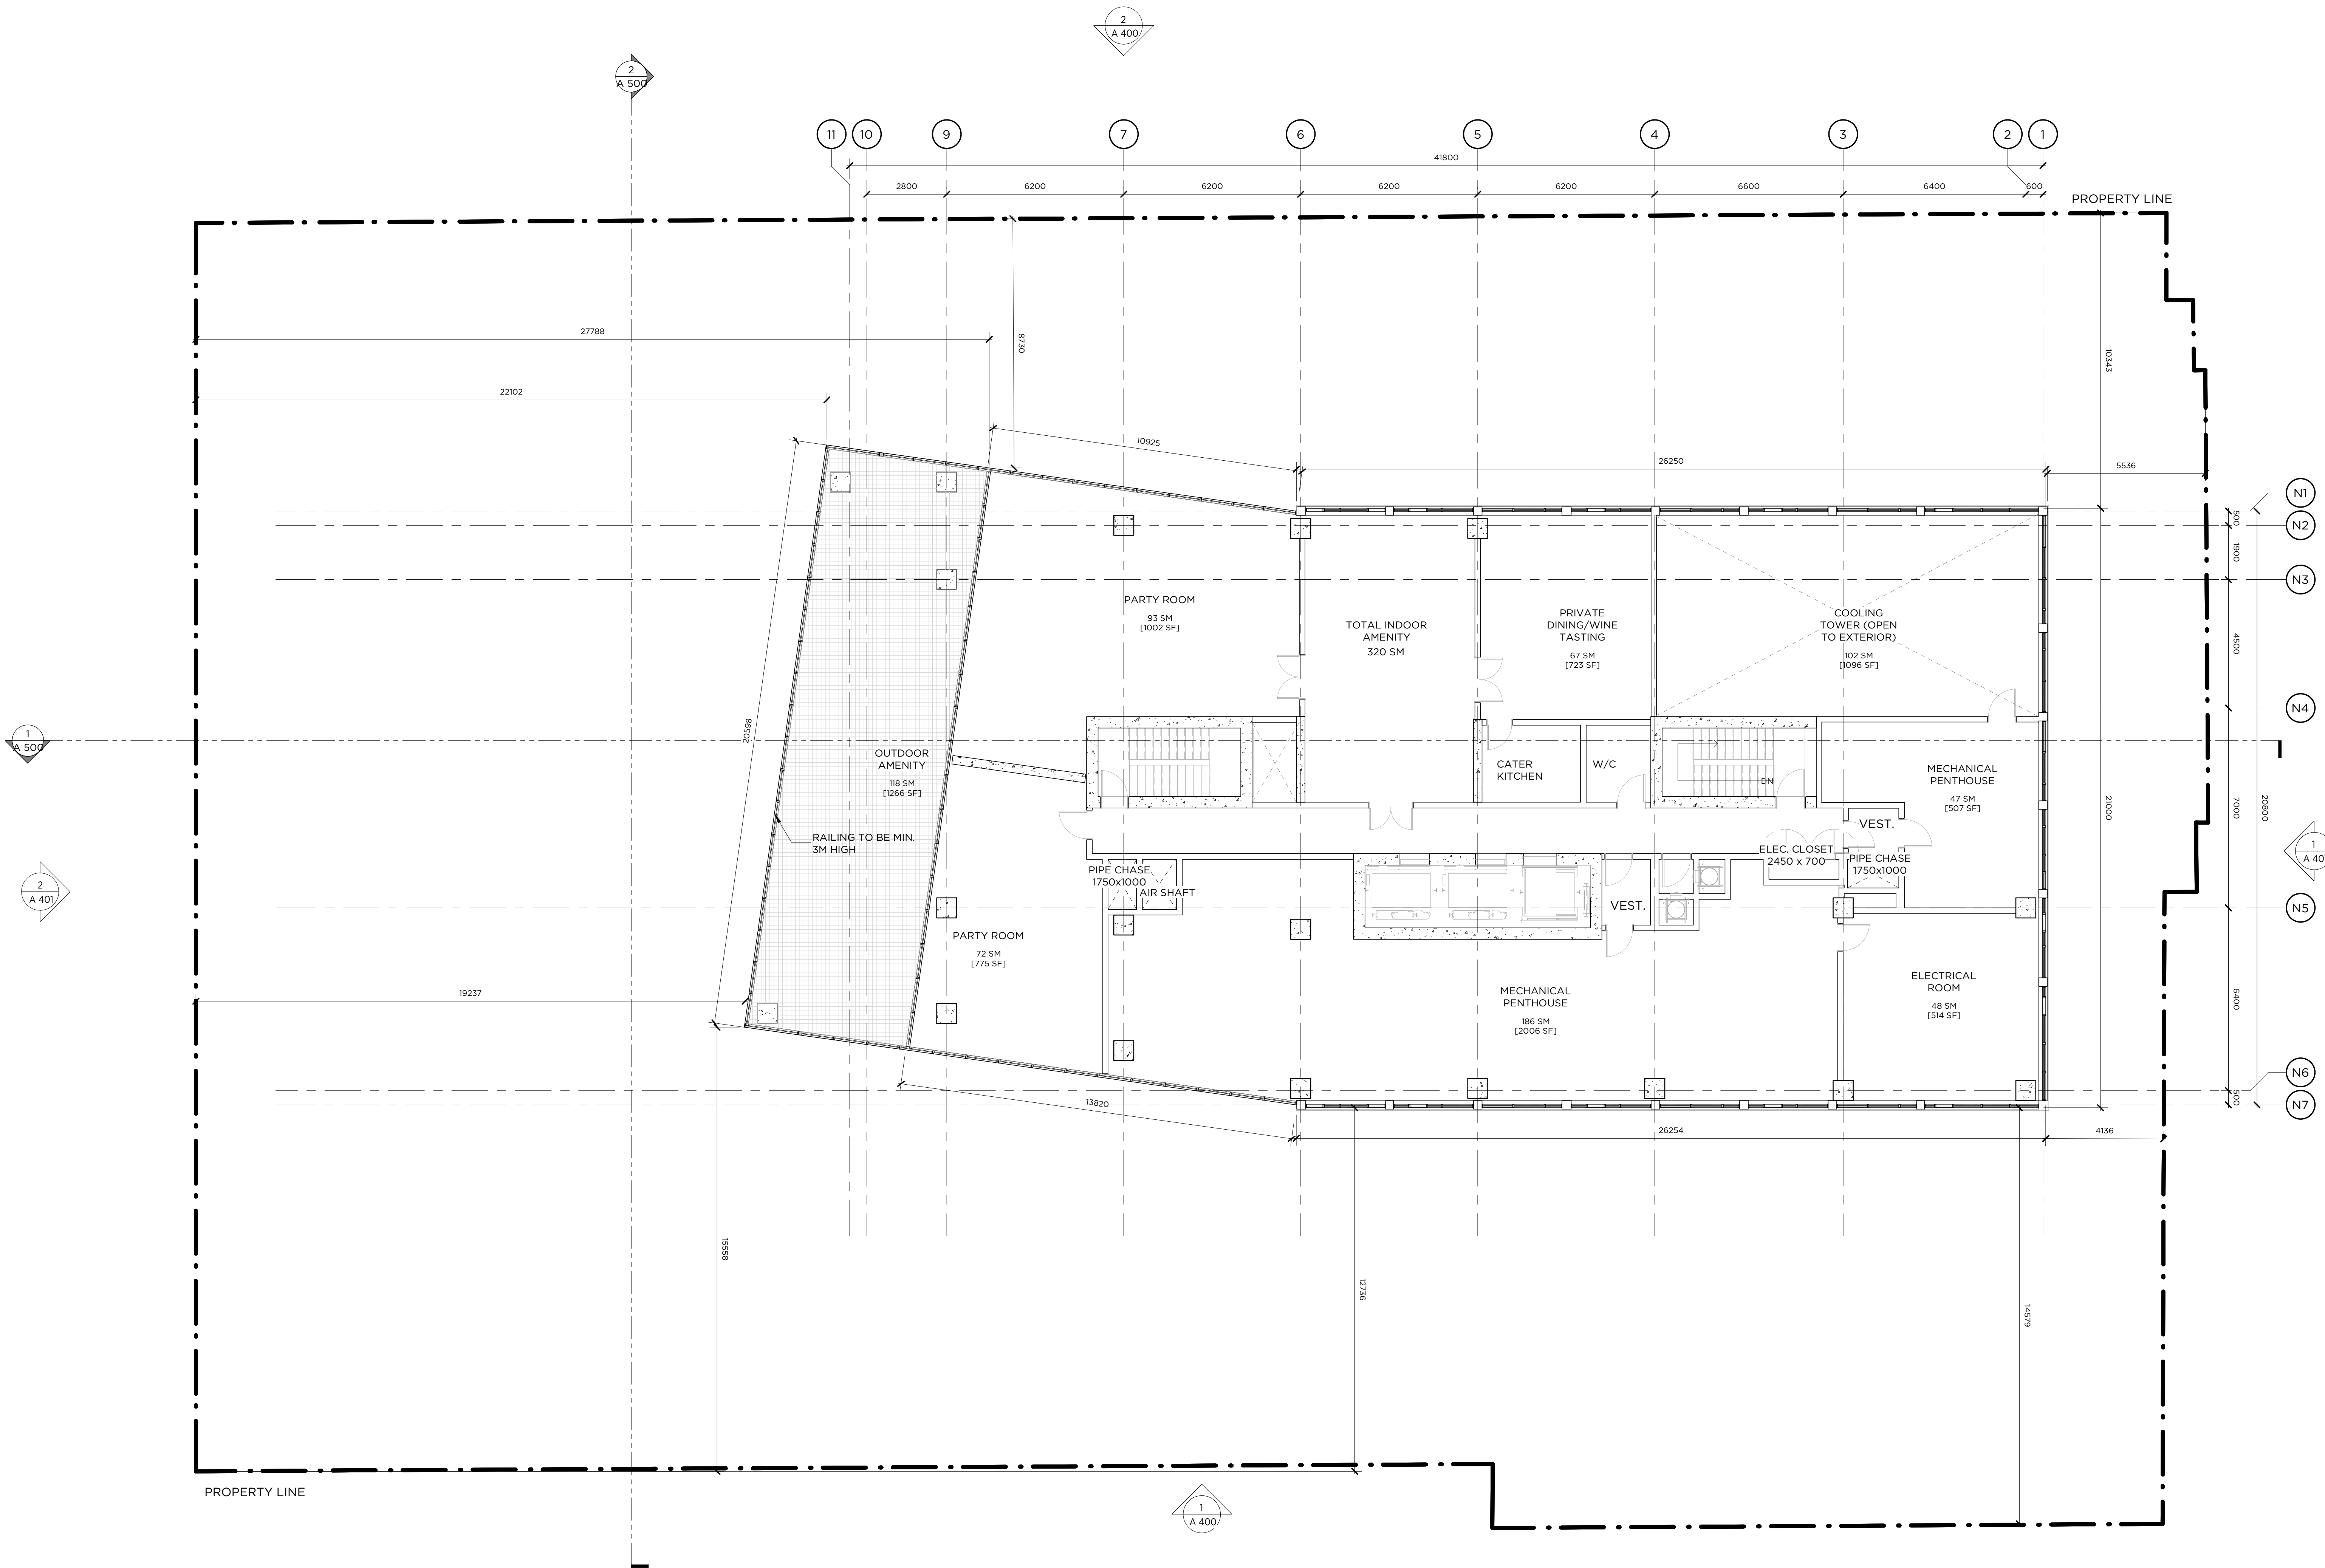 2
A 400
2
A 500
11
10
9
7
6
5
4
3
2
1
41800
2800
6200
6200
6200
6200
6600
6400
600
PROPERTY LINE
27788
8730
10343
22102
10925
26250
5536
N1
N2
N3
N4
N5
N6
N7
500
1900
4500
7000
6400
500
20800
21000
PARTY ROOM
93 SM
[1002 SF]
TOTAL INDOOR
AMENITY
320 SM
PRIVATE
DINING/WINE
TASTING
67 SM
[723 SF]
COOLING
TOWER (OPEN
TO EXTERIOR)
102 SM
[1096 SF]
1
A 500
20598
OUTDOOR
AMENITY
118 SM
[1266 SF]
CATER
KITCHEN
W/C
DN
MECHANICAL
PENTHOUSE
47 SM
[507 SF]
RAILING TO BE MIN.
3M HIGH
VEST.
ELEC. CLOSET
2450 x 700
PIPE CHASE
1750x1000
PIPE CHASE
1750x1000
AIR SHAFT
VEST.
2
A 401
1
A 40
PARTY ROOM
72 SM
[775 SF]
19237
MECHANICAL
PENTHOUSE
186 SM
[2006 SF]
ELECTRICAL
ROOM
48 SM
[514 SF]
13820
26254
4136
15558
12736
14579
PROPERTY LINE
1
A 400